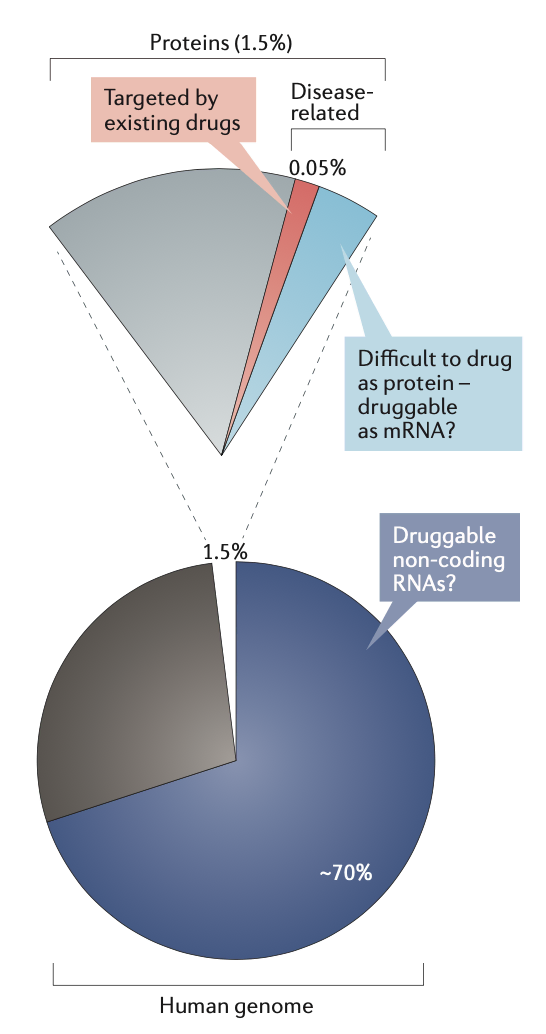 Proteins (1.5%)
Targeted by
existing drugs
Disease-
related
0.05%
Difficult to drug
as protein –
druggable
as mRNA?
1.5%
Druggable
non-coding
RNAs?
~70%
Human genome